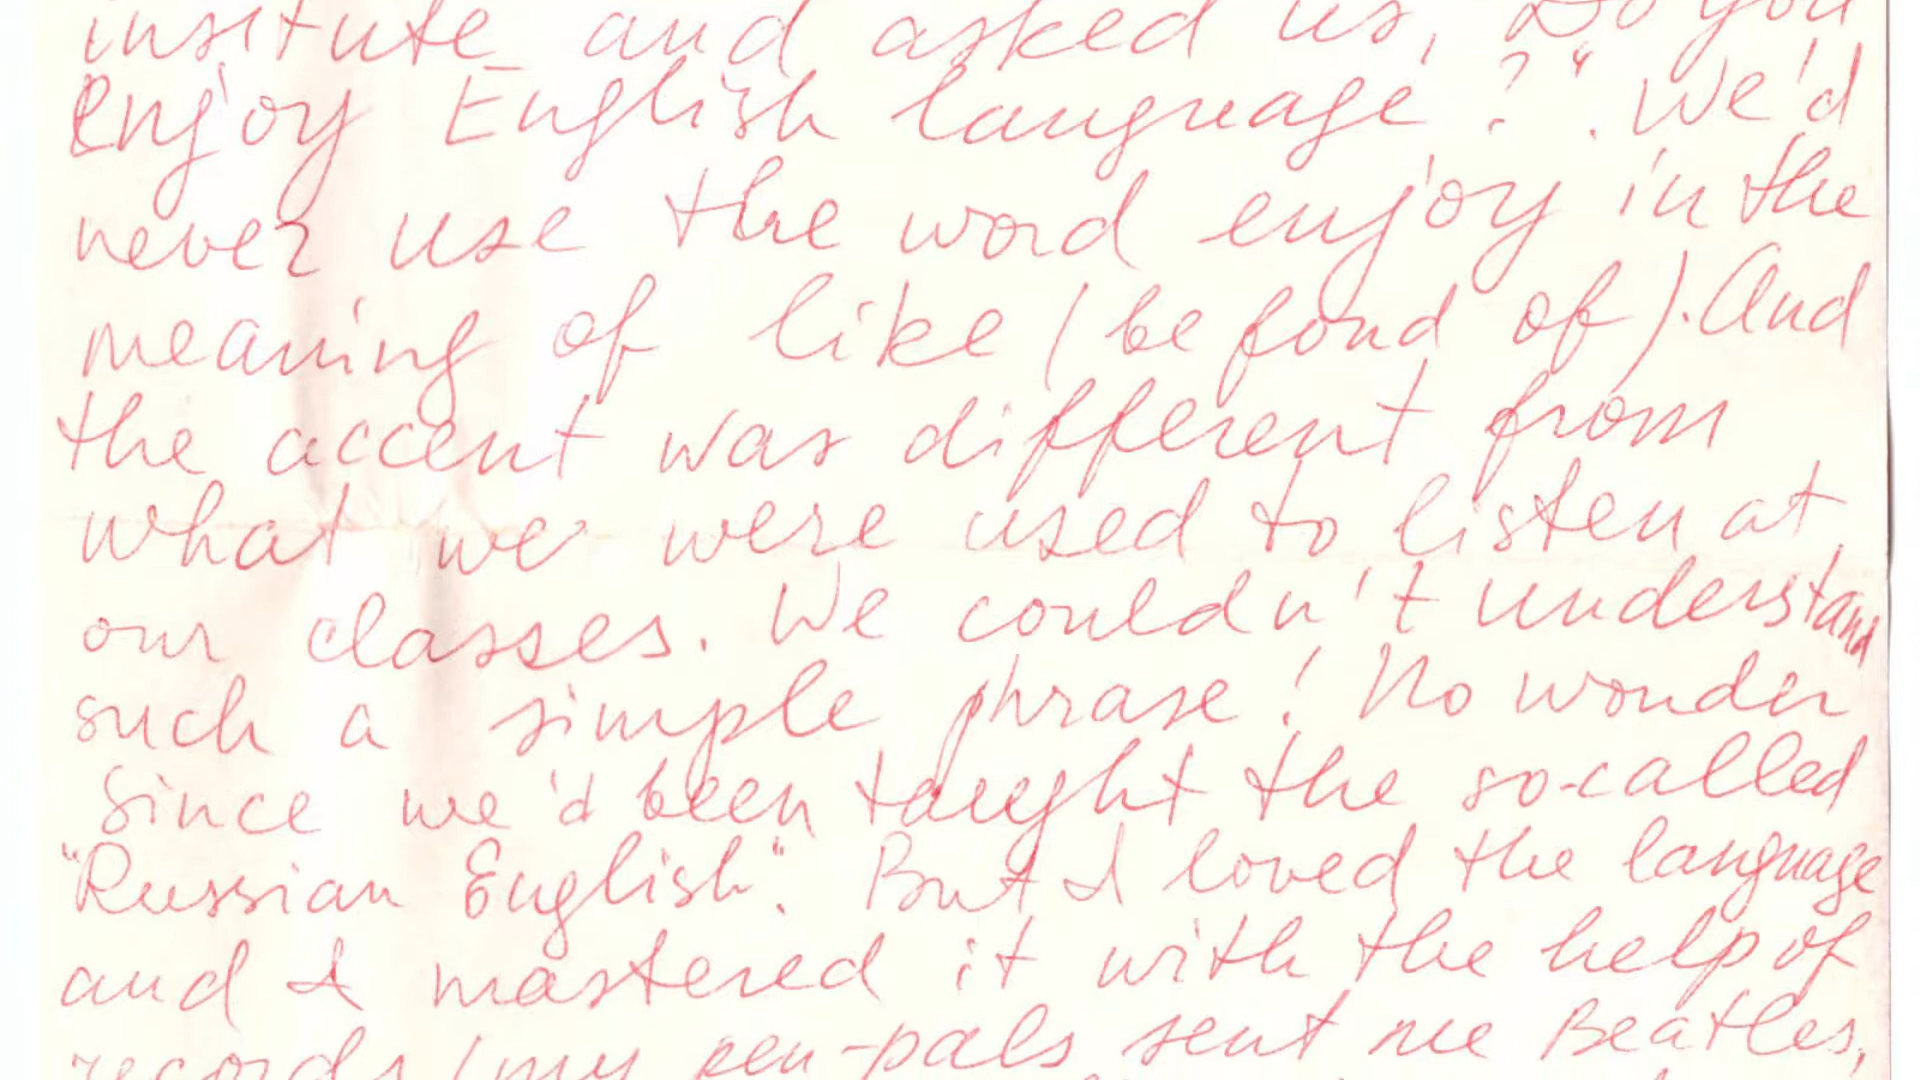 institute and asked us, "Do you
enjoy English language?". We'd
never use the word enjoy in the
meaning of like (be fond of). And
the accent was different from
what we were used to listen at
our classes. We couldn't understand
such a simple phrase! No wonder
since we'd been taught the so-called
"Russian English". But I loved the language
and I mastered it with the help of
records (my pen-pals sent me Beatles,